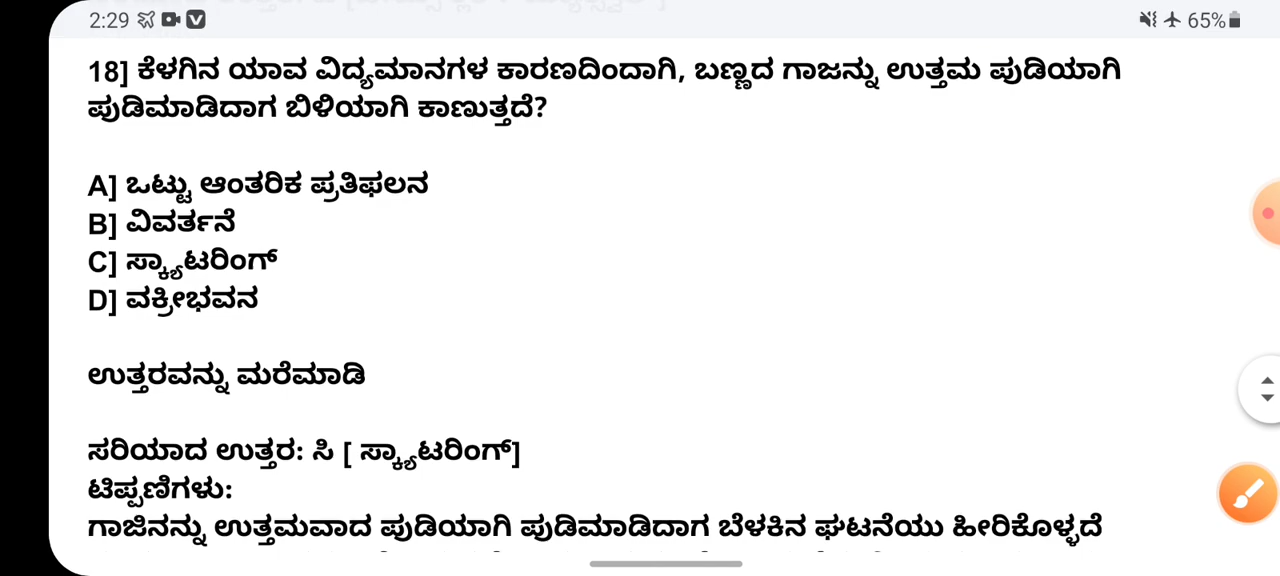 2:29
65%
18] ಕೆಳಗಿನ ಯಾವ ವಿದ್ಯಮಾನಗಳ ಕಾರಣದಿಂದಾಗಿ, ಬಣ್ಣದ ಗಾಜನ್ನು ಉತ್ತಮ ಪುಡಿಯಾಗಿ
ಪುಡಿಮಾಡಿದಾಗ ಬಿಳಿಯಾಗಿ ಕಾಣುತ್ತದೆ?
A] ಒಟ್ಟು ಆಂತರಿಕ ಪ್ರತಿಫಲನ
B] ವಿವರ್ತನೆ
C] ಸ್ಕ್ಯಾಟರಿಂಗ್
D] ವಕ್ರೀಭವನ
ಉತ್ತರವನ್ನು ಮರೆಮಾಡಿ
ಸರಿಯಾದ ಉತ್ತರ: ಸಿ [ ಸ್ಕ್ಯಾಟರಿಂಗ್]
ಟಿಪ್ಪಣಿಗಳು:
ಗಾಜಿನನ್ನು ಉತ್ತಮವಾದ ಪುಡಿಯಾಗಿ ಪುಡಿಮಾಡಿದಾಗ ಬೆಳಕಿನ ಘಟನೆಯು ಹೀರಿಕೊಳ್ಳದೆ